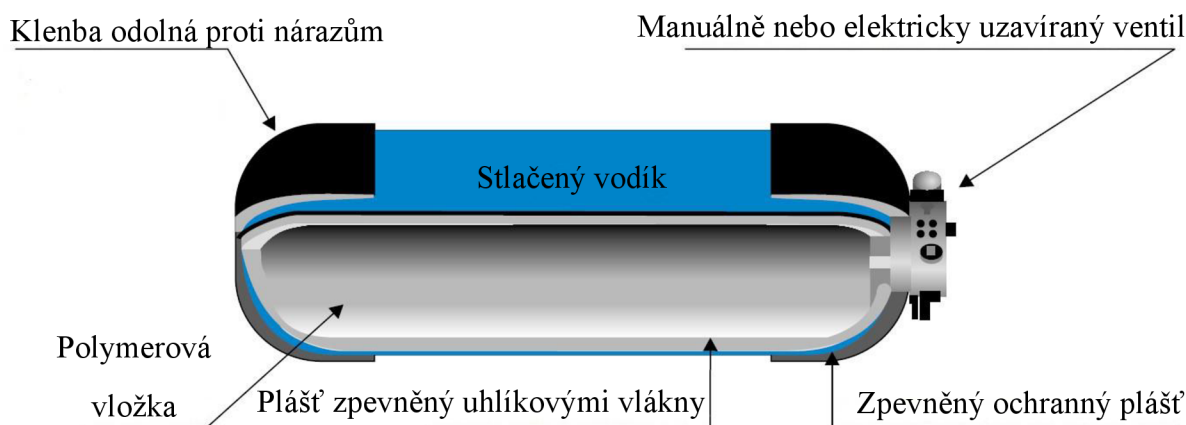 Klenba odolná proti nárazům
Manuálně nebo elektricky uzavíraný ventil
Stlačený vodík
Polymerová
vložka
Plášť zpevněný uhlíkovými vlákny
Zpevněný ochranný plášť